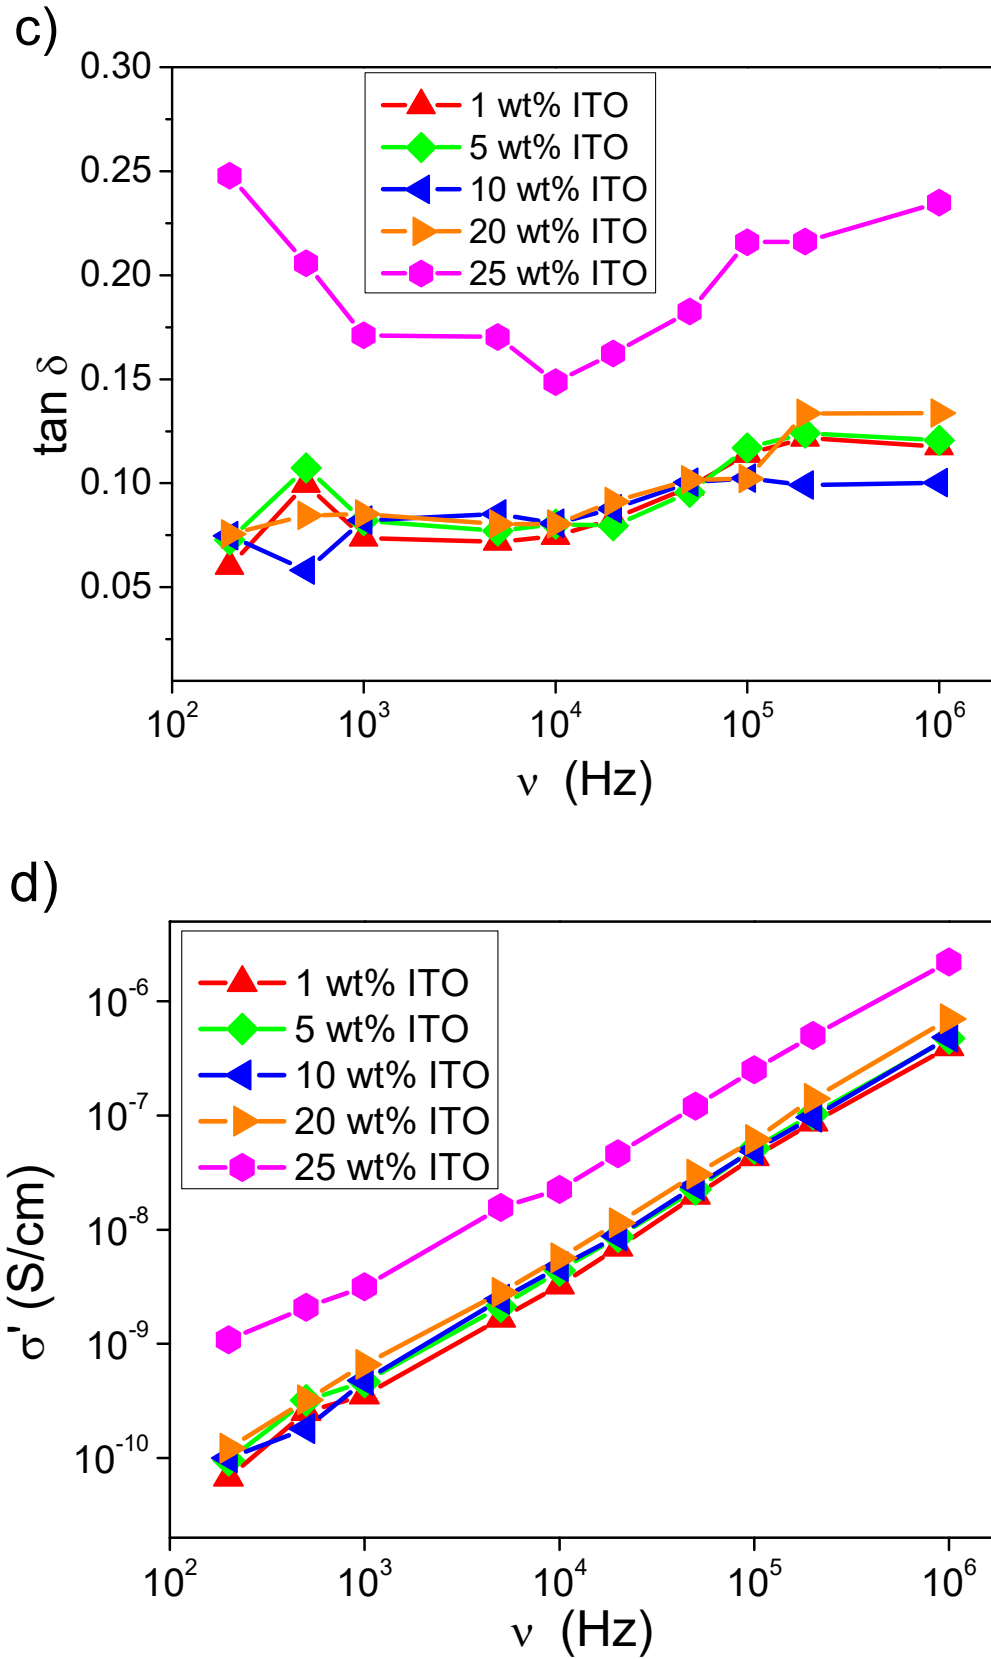 c)
0.30
0.25
0.20
0.15
0.10
0.05
tan δ
1 wt% ITO
5 wt% ITO
10 wt% ITO
20 wt% ITO
25 wt% ITO
10²
10³
10⁴
10⁵
10⁶
ν (Hz)
d)
10⁻⁶
10⁻⁷
10⁻⁸
10⁻⁹
10⁻¹⁰
σ' (S/cm)
1 wt% ITO
5 wt% ITO
10 wt% ITO
20 wt% ITO
25 wt% ITO
10²
10³
10⁴
10⁵
10⁶
ν (Hz)